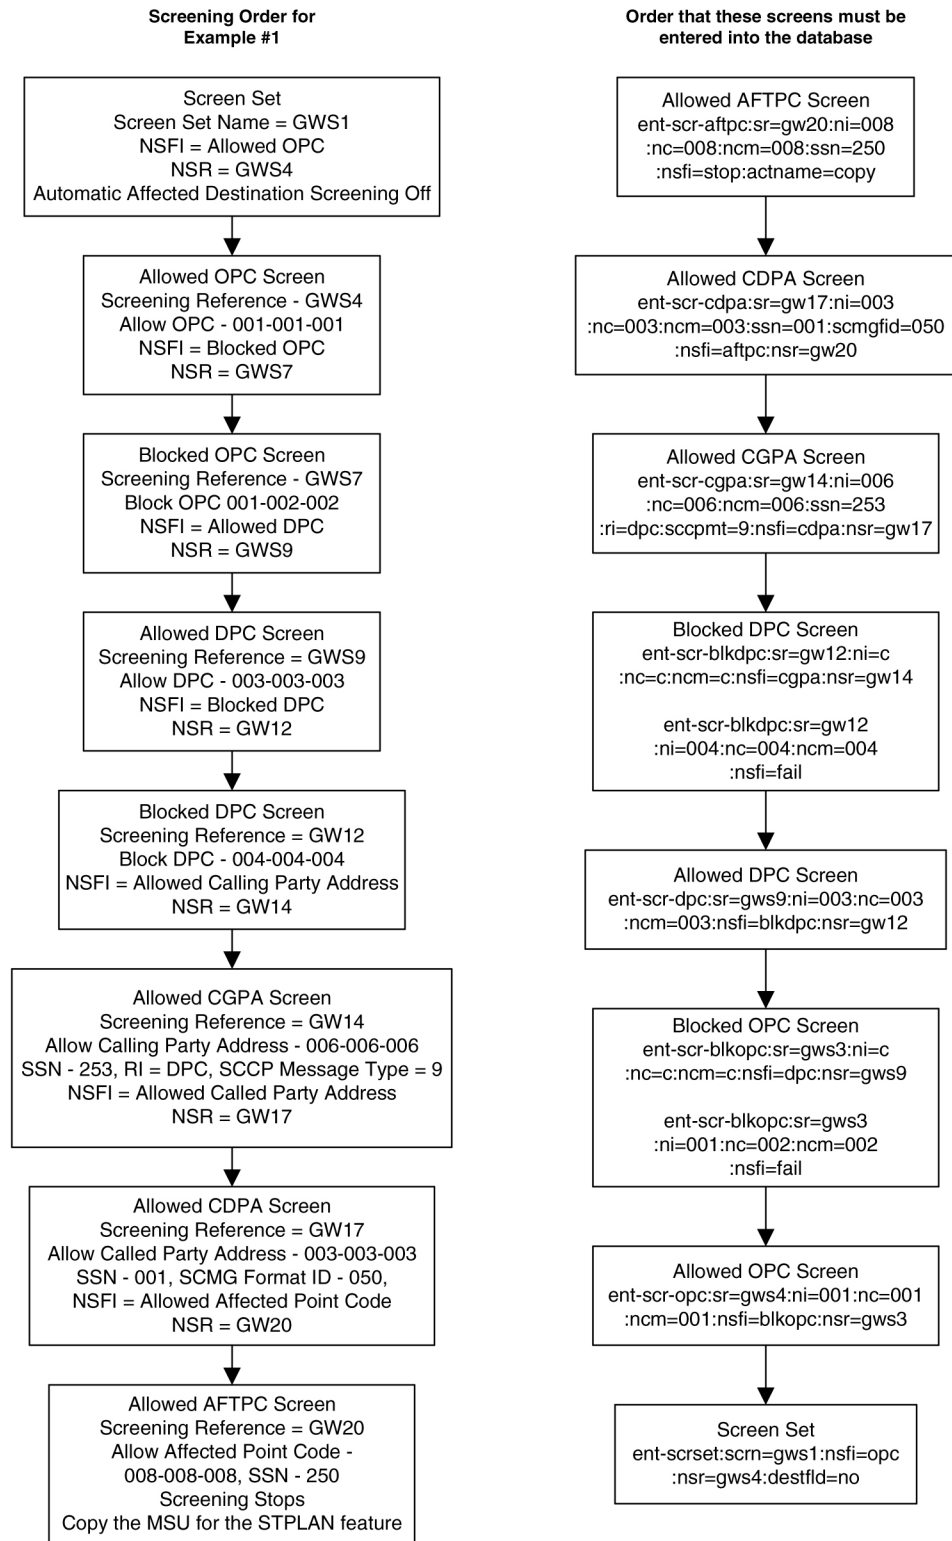 Screening Order for
Example #1
Screen Set
Screen Set Name = GWS1
NSFI = Allowed OPC
NSR = GWS4
Automatic Affected Destination Screening Off
Allowed OPC Screen
Screening Reference - GWS4
Allow OPC - 001-001-001
NSFI = Blocked OPC
NSR = GWS7
Blocked OPC Screen
Screening Reference - GWS7
Block OPC 001-002-002
NSFI = Allowed DPC
NSR = GWS9
Allowed DPC Screen
Screening Reference = GWS9
Allow DPC - 003-003-003
NSFI = Blocked DPC
NSR = GW12
Blocked DPC Screen
Screening Reference = GW12
Block DPC - 004-004-004
NSFI = Allowed Calling Party Address
NSR = GW14
Allowed CGPA Screen
Screening Reference = GW14
Allow Calling Party Address - 006-006-006
SSN - 253, RI = DPC, SCCP Message Type = 9
NSFI = Allowed Called Party Address
NSR = GW17
Allowed CDPA Screen
Screening Reference = GW17
Allow Called Party Address - 003-003-003
SSN - 001, SCMG Format ID - 050,
NSFI = Allowed Affected Point Code
NSR = GW20
Allowed AFTPC Screen
Screening Reference = GW20
Allow Affected Point Code -
008-008-008, SSN - 250
Screening Stops
Copy the MSU for the STPLAN feature
Order that these screens must be
entered into the database
Allowed AFTPC Screen
ent-scr-aftpc:sr=gw20:ni=008
:nc=008:ncm=008:ssn=250
:nsfi=stop:actname=copy
Allowed CDPA Screen
ent-scr-cdpa:sr=gw17:ni=003
:nc=003:ncm=003:ssn=001:scmgfid=050
:nsfi=aftpc:nsr=gw20
Allowed CGPA Screen
ent-scr-cgpa:sr=gw14:ni=006
:nc=006:ncm=006:ssn=253
:ri=dpc:sccpmt=9:nsfi=cdpa:nsr=gw17
Blocked DPC Screen
ent-scr-blkdpc:sr=gw12:ni=c
:nc=c:ncm=c:nsfi=cgpa:nsr=gw14
ent-scr-blkdpc:sr=gw12
:ni=004:nc=004:ncm=004
:nsfi=fail
Allowed DPC Screen
ent-scr-dpc:sr=gws9:ni=003:nc=003
:ncm=003:nsfi=blkdpc:nsr=gw12
Blocked OPC Screen
ent-scr-blkopc:sr=gws3:ni=c
:nc=c:ncm=c:nsfi=dpc:nsr=gws9
ent-scr-blkopc:sr=gws3
:ni=001:nc=002:ncm=002
:nsfi=fail
Allowed OPC Screen
ent-scr-opc:sr=gws4:ni=001:nc=001
:ncm=001:nsfi=blkopc:nsr=gws3
Screen Set
ent-scrset:scrn=gws1:nsfi=opc
:nsr=gws4:destfld=no